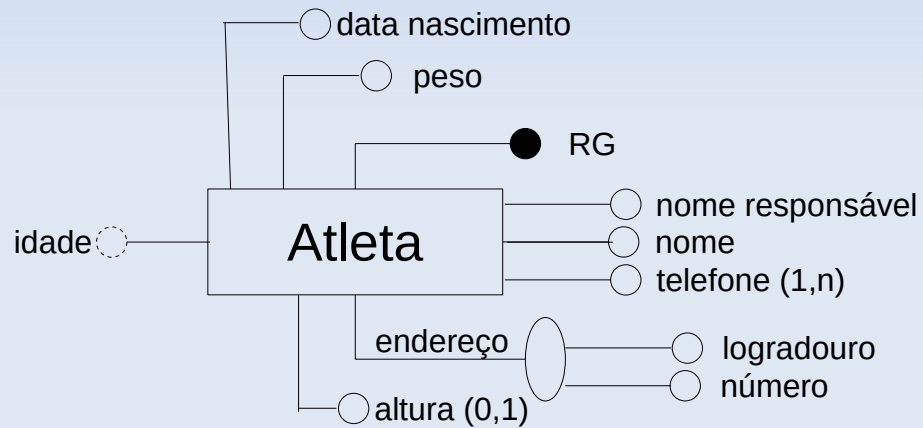 data nascimento
peso
RG
nome responsável
idade
Atleta
nome
telefone (1,n)
endereço
logradouro
número
altura (0,1)